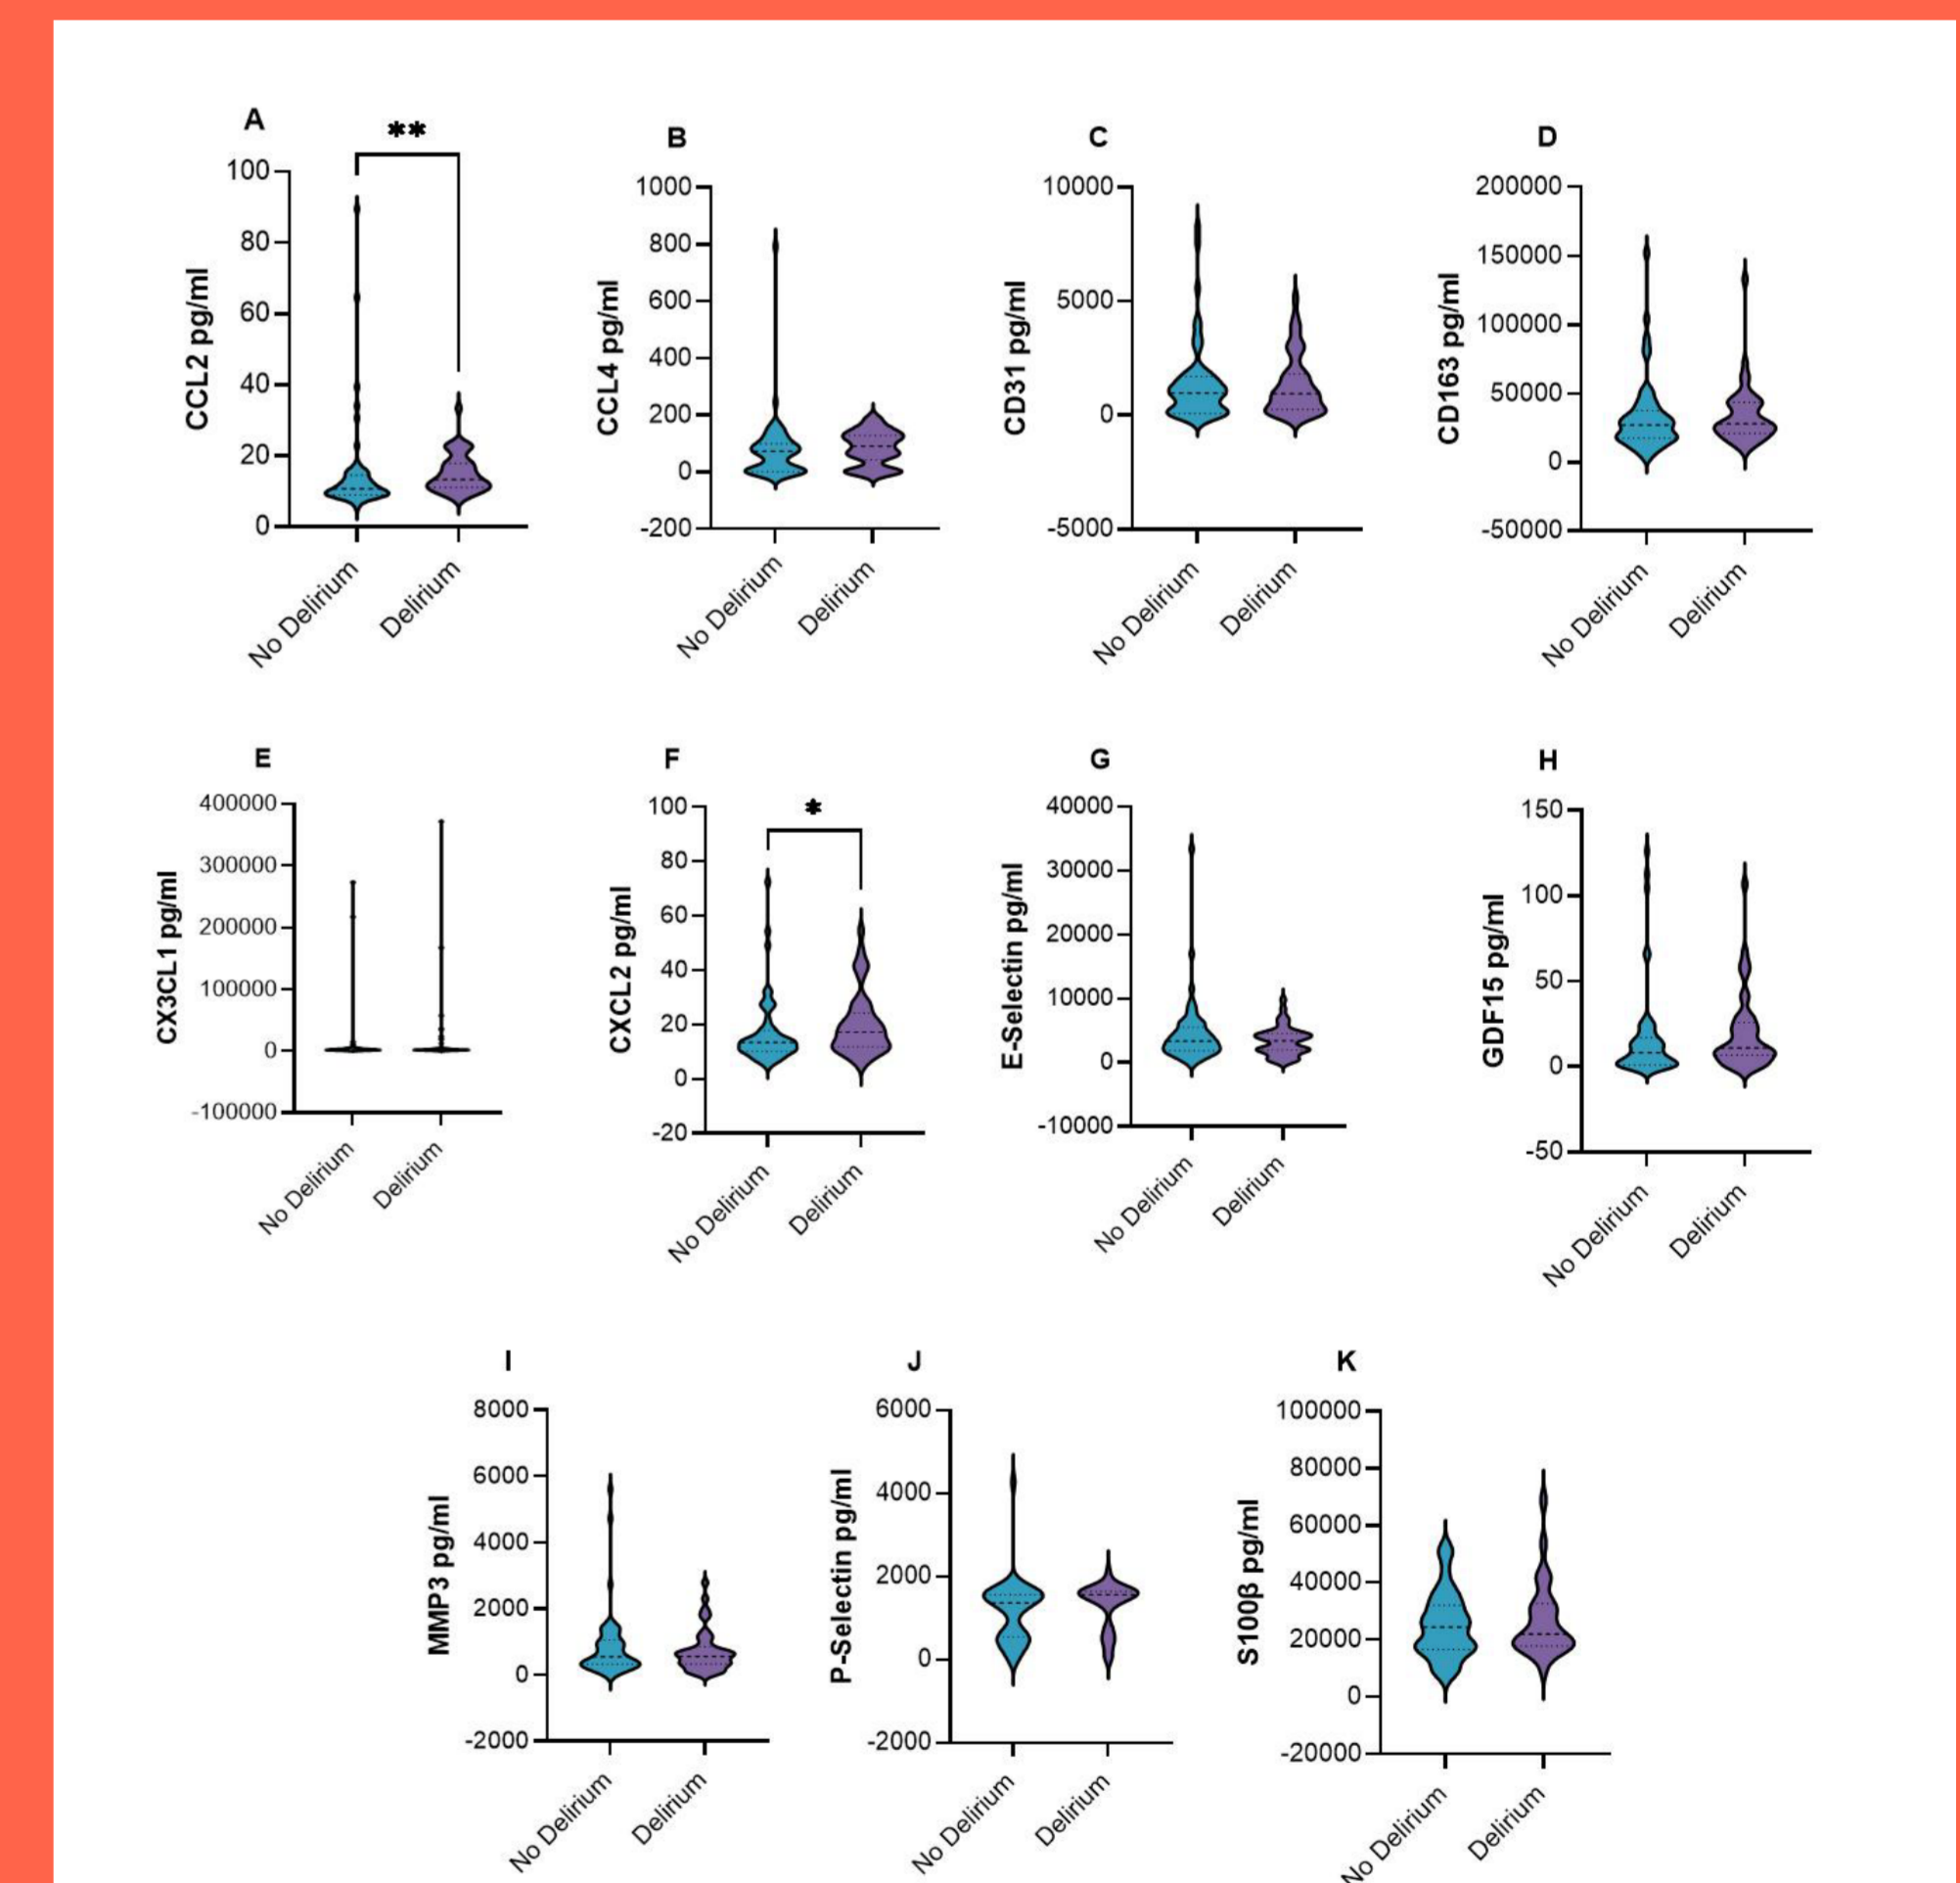 A
**
CCL2 pg/ml
100
80
60
40
20
0
No Delirium
Delirium
B
CCL4 pg/ml
1000
800
600
400
200
0
-200
No Delirium
Delirium
C
CD31 pg/ml
10000
5000
0
-5000
No Delirium
Delirium
D
CD163 pg/ml
200000
150000
100000
50000
0
-50000
No Delirium
Delirium
E
CX3CL1 pg/ml
400000
300000
200000
100000
0
-100000
No Delirium
Delirium
F
*
CXCL2 pg/ml
100
80
60
40
20
0
-20
No Delirium
Delirium
G
E-Selectin pg/ml
40000
30000
20000
10000
0
-10000
No Delirium
Delirium
H
GDF15 pg/ml
150
100
50
0
-50
No Delirium
Delirium
I
MMP3 pg/ml
8000
6000
4000
2000
0
-2000
No Delirium
Delirium
J
P-Selectin pg/ml
6000
4000
2000
0
-2000
No Delirium
Delirium
K
S100β pg/ml
100000
80000
60000
40000
20000
0
-20000
No Delirium
Delirium